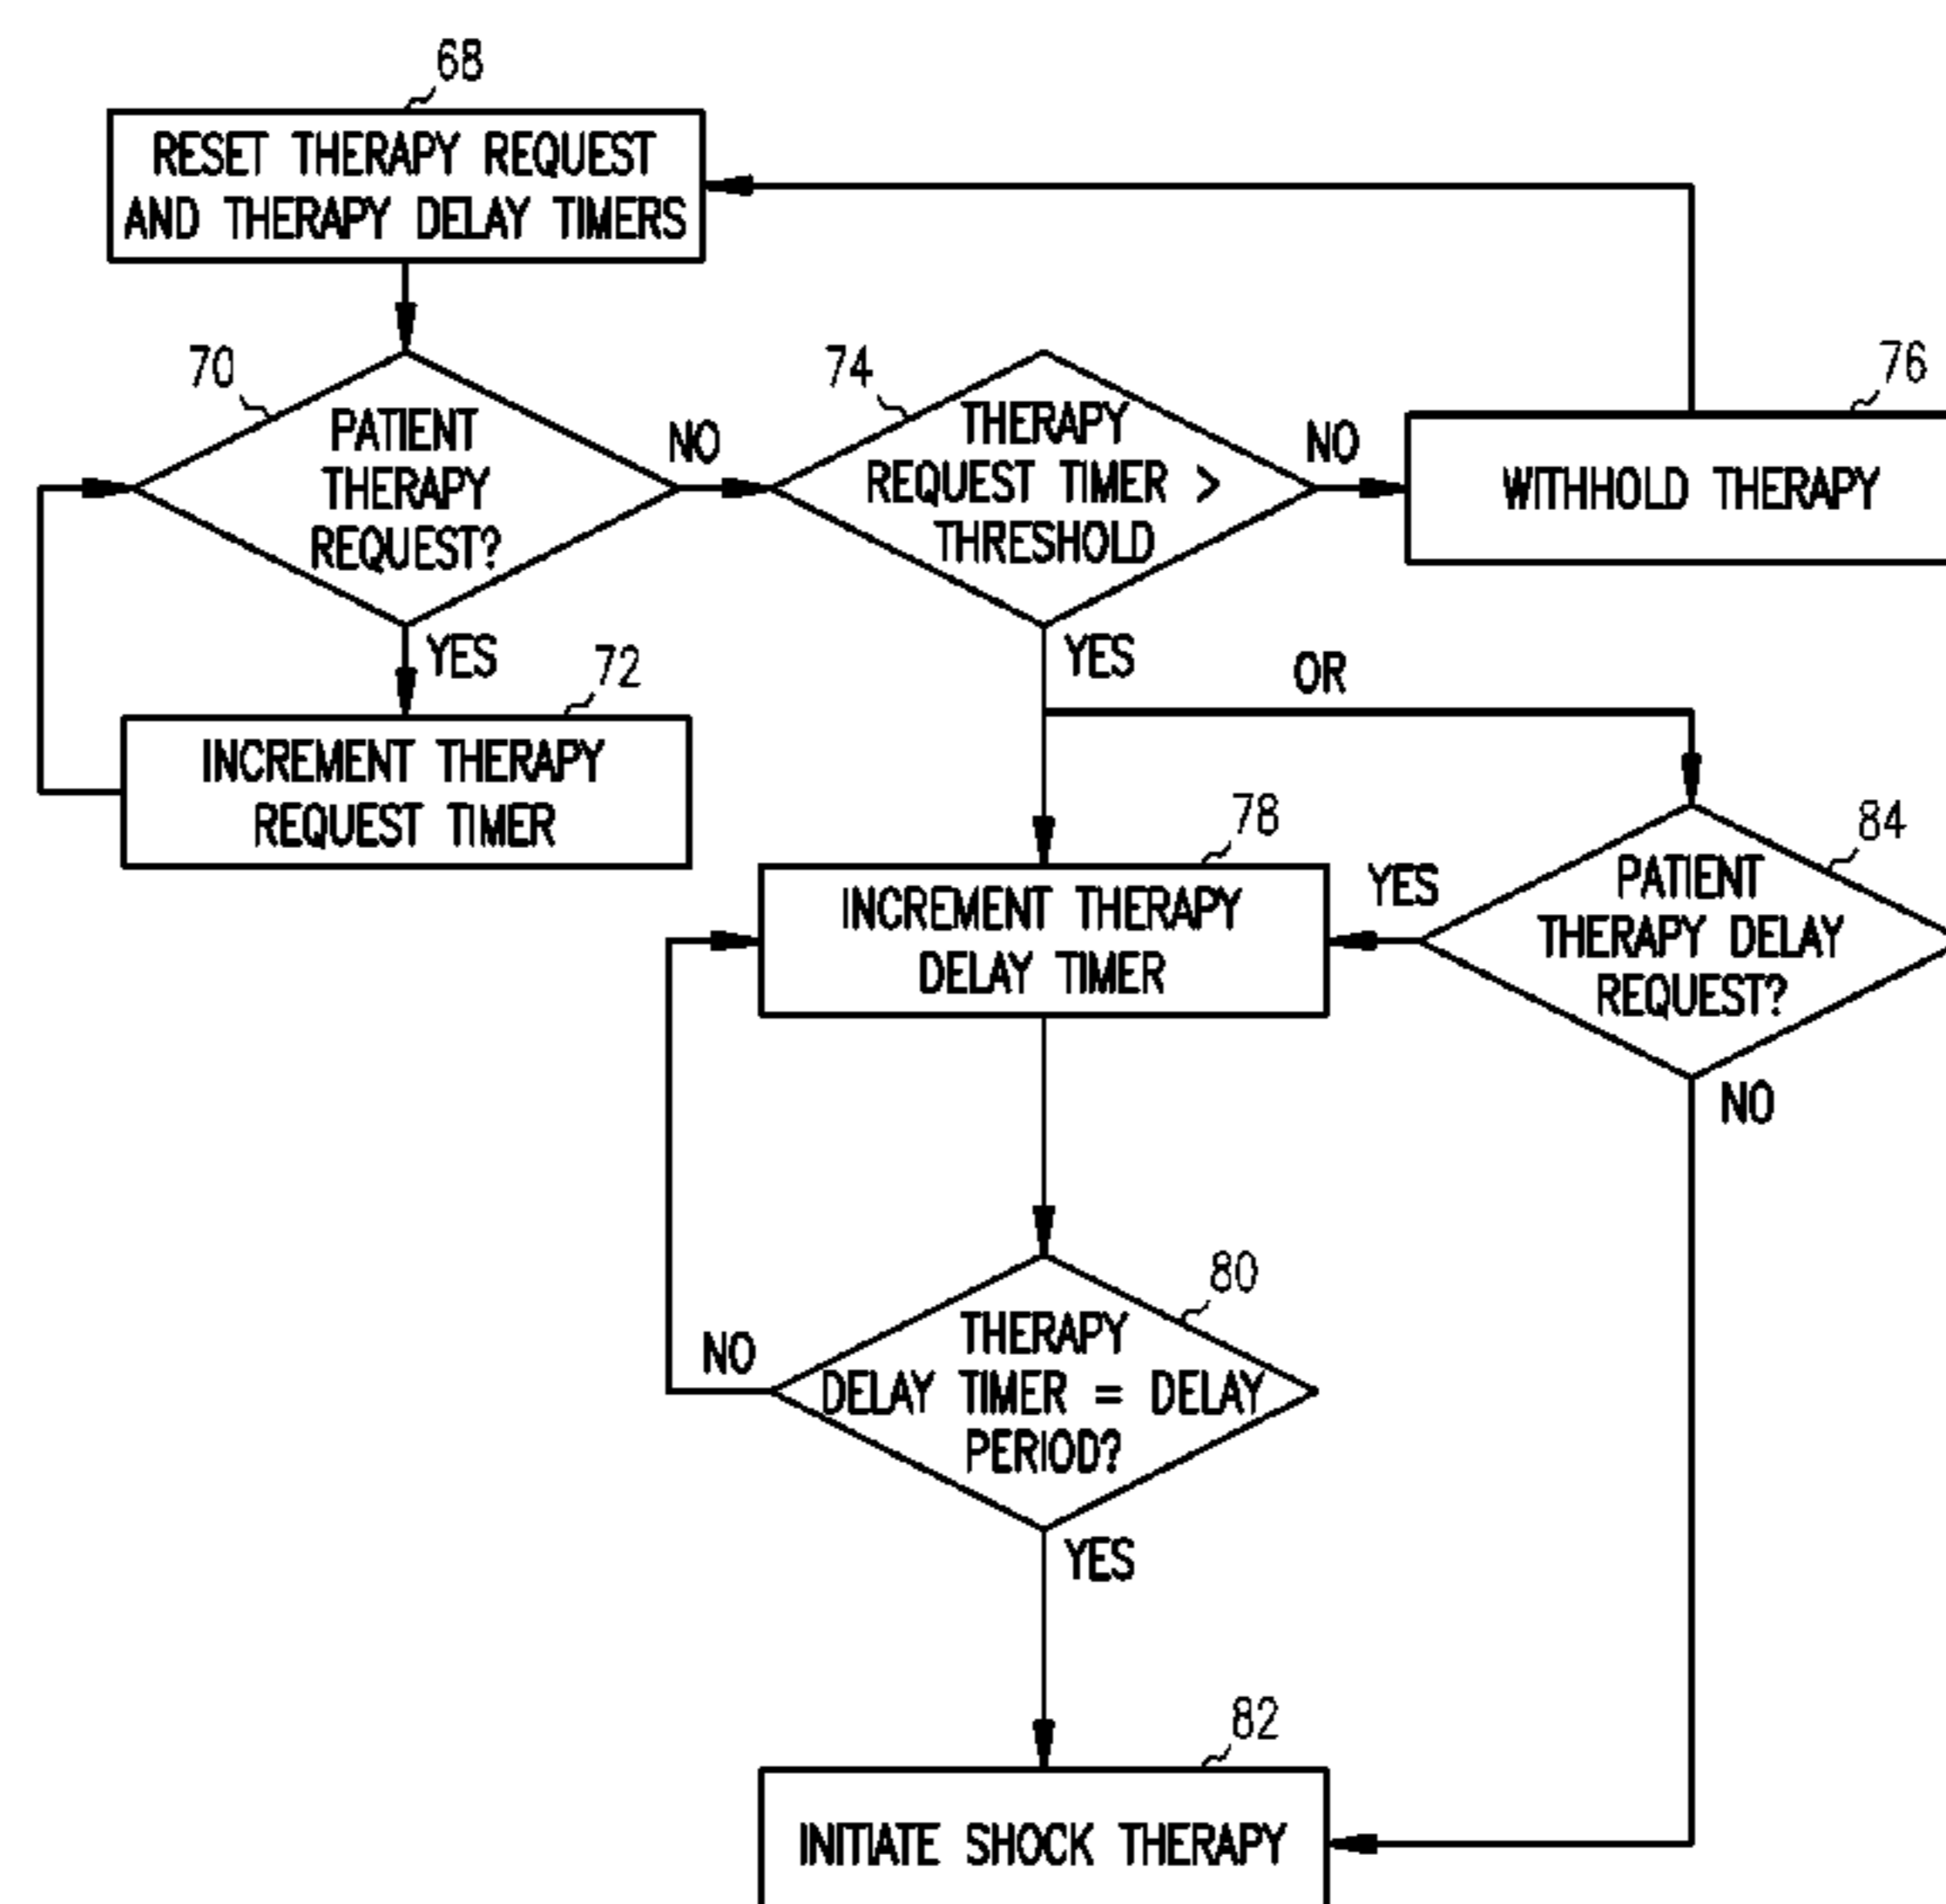 68
RESET THERAPY REQUEST
AND THERAPY DELAY TIMERS
70
PATIENT
THERAPY
REQUEST?
NO
YES
72
INCREMENT THERAPY
REQUEST TIMER
74
THERAPY
REQUEST TIMER >
THRESHOLD
NO
YES
76
WITHHOLD THERAPY
OR
78
INCREMENT THERAPY
DELAY TIMER
84
PATIENT
THERAPY DELAY
REQUEST?
YES
NO
80
THERAPY
DELAY TIMER = DELAY
PERIOD?
NO
YES
82
INITIATE SHOCK THERAPY